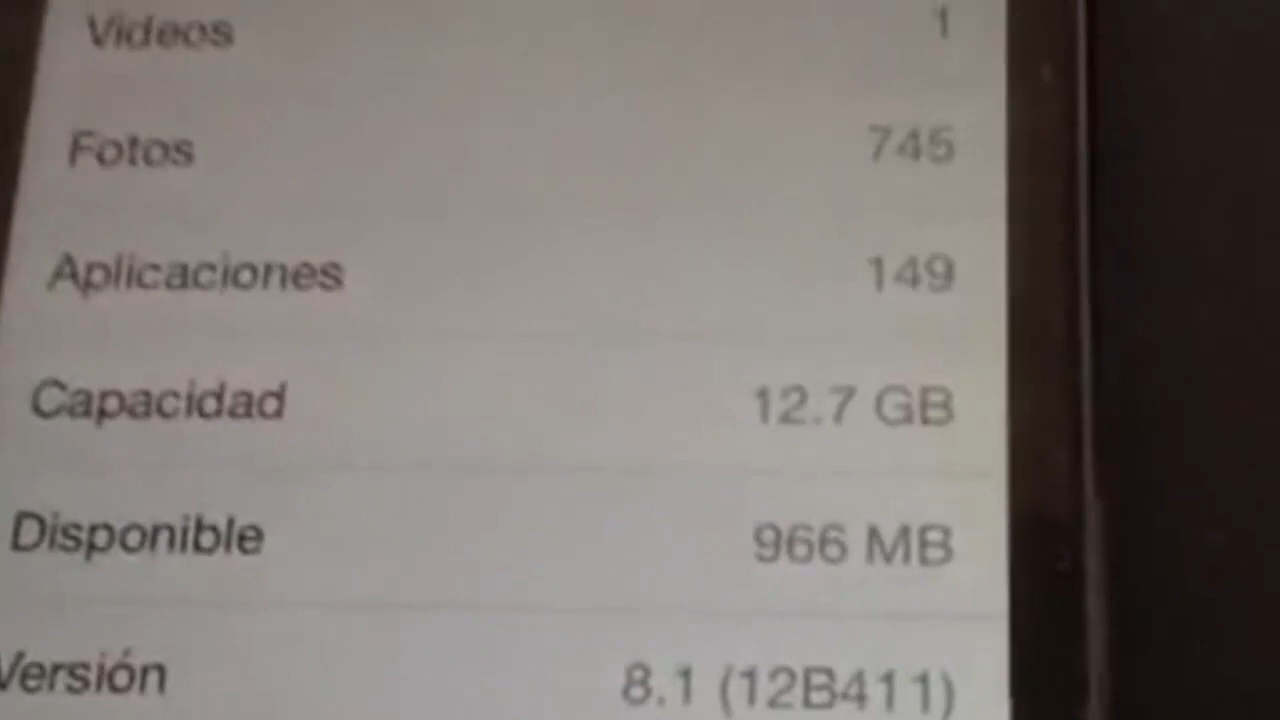 Videos 1
Fotos 745
Aplicaciones 149
Capacidad 12.7 GB
Disponible 966 MB
Versión 8.1 (12B411)